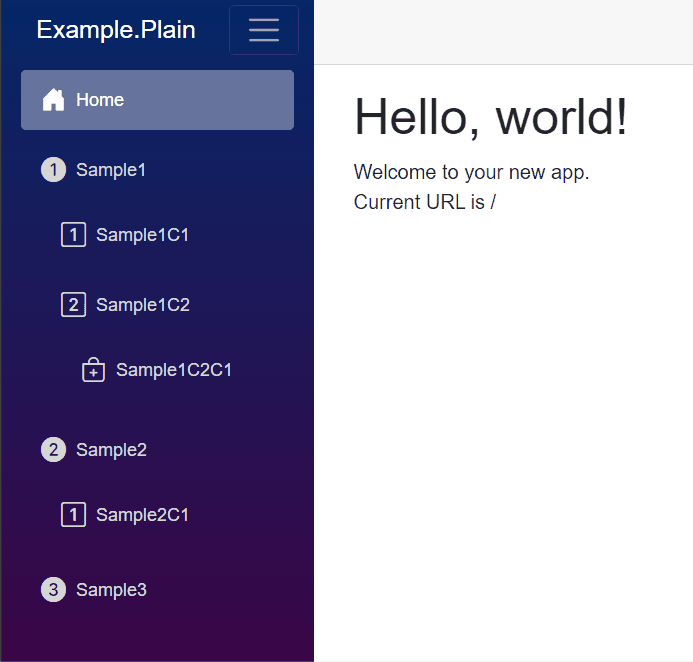 Example.Plain
Home
1 Sample1
1 Sample1C1
2 Sample1C2
Sample1C2C1
2 Sample2
1 Sample2C1
3 Sample3
Hello, world!
Welcome to your new app.
Current URL is /